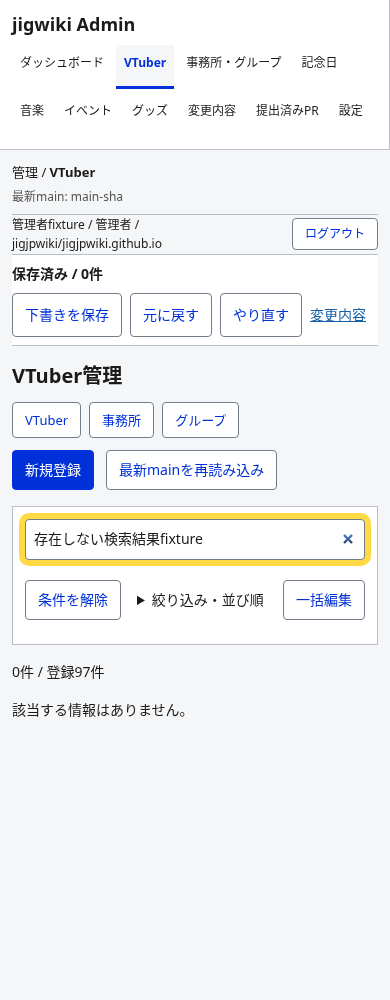 jigwiki Admin
ダッシュボード VTuber 事務所・グループ 記念日
音楽 イベント グッズ 変更内容 提出済みPR 設定
管理 / VTuber
最新main: main-sha
管理者fixture / 管理者 /
jigjpwiki/jigjpwiki.github.io
ログアウト
保存済み / 0件
下書きを保存 元に戻す やり直す 変更内容
VTuber管理
VTuber 事務所 グループ
新規登録 最新mainを再読み込み
存在しない検索結果fixture ×
条件を解除 ▶ 絞り込み・並び順 一括編集
0件 / 登録97件
該当する情報はありません。